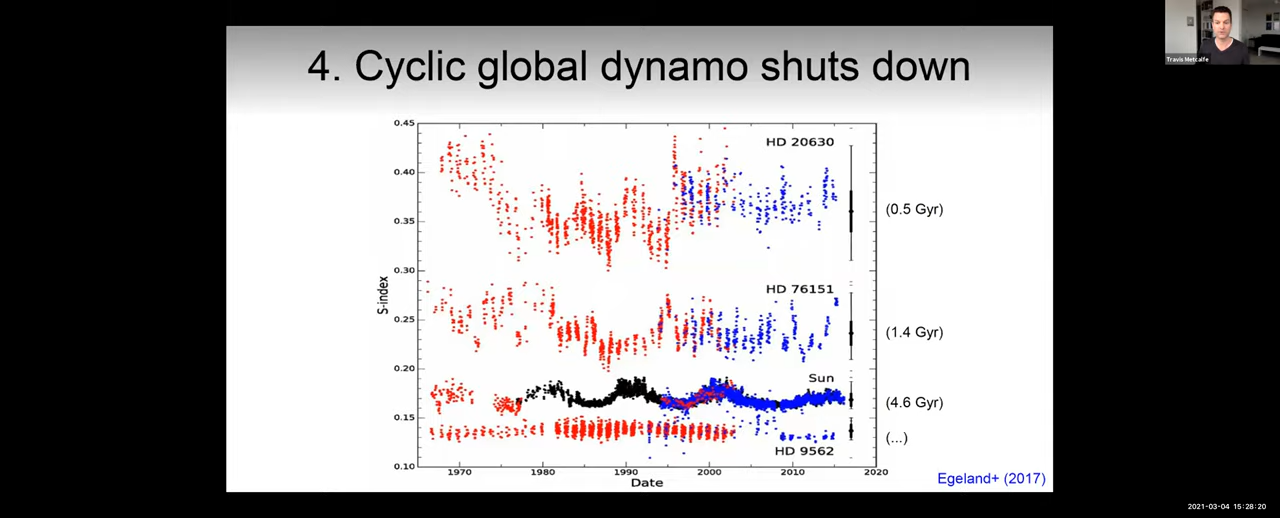 4. Cyclic global dynamo shuts down
Travis Metcalfe
0.45
0.40
0.35
0.30
0.25
0.20
0.15
0.10
S-index
HD 20630
(0.5 Gyr)
HD 76151
(1.4 Gyr)
Sun
(4.6 Gyr)
(...)
HD 9562
1970
1980
1990
2000
2010
2020
Date
Egeland+ (2017)
2021-03-04 15:28:20